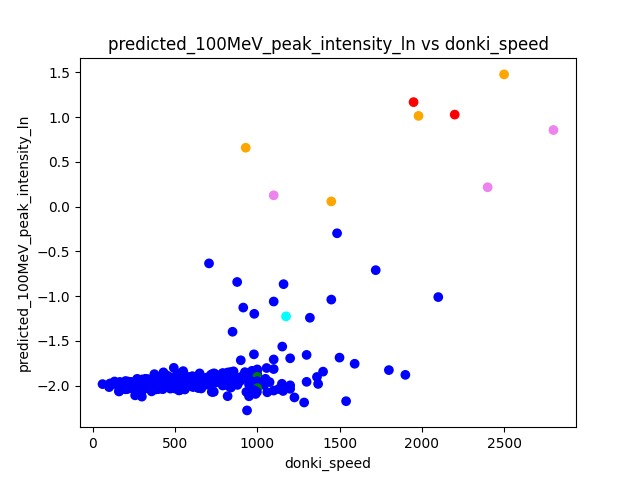 predicted_100MeV_peak_intensity_ln vs donki_speed
predicted_100MeV_peak_intensity_ln
1.5
1.0
0.5
0.0
−0.5
−1.0
−1.5
−2.0
0 500 1000 1500 2000 2500
donki_speed